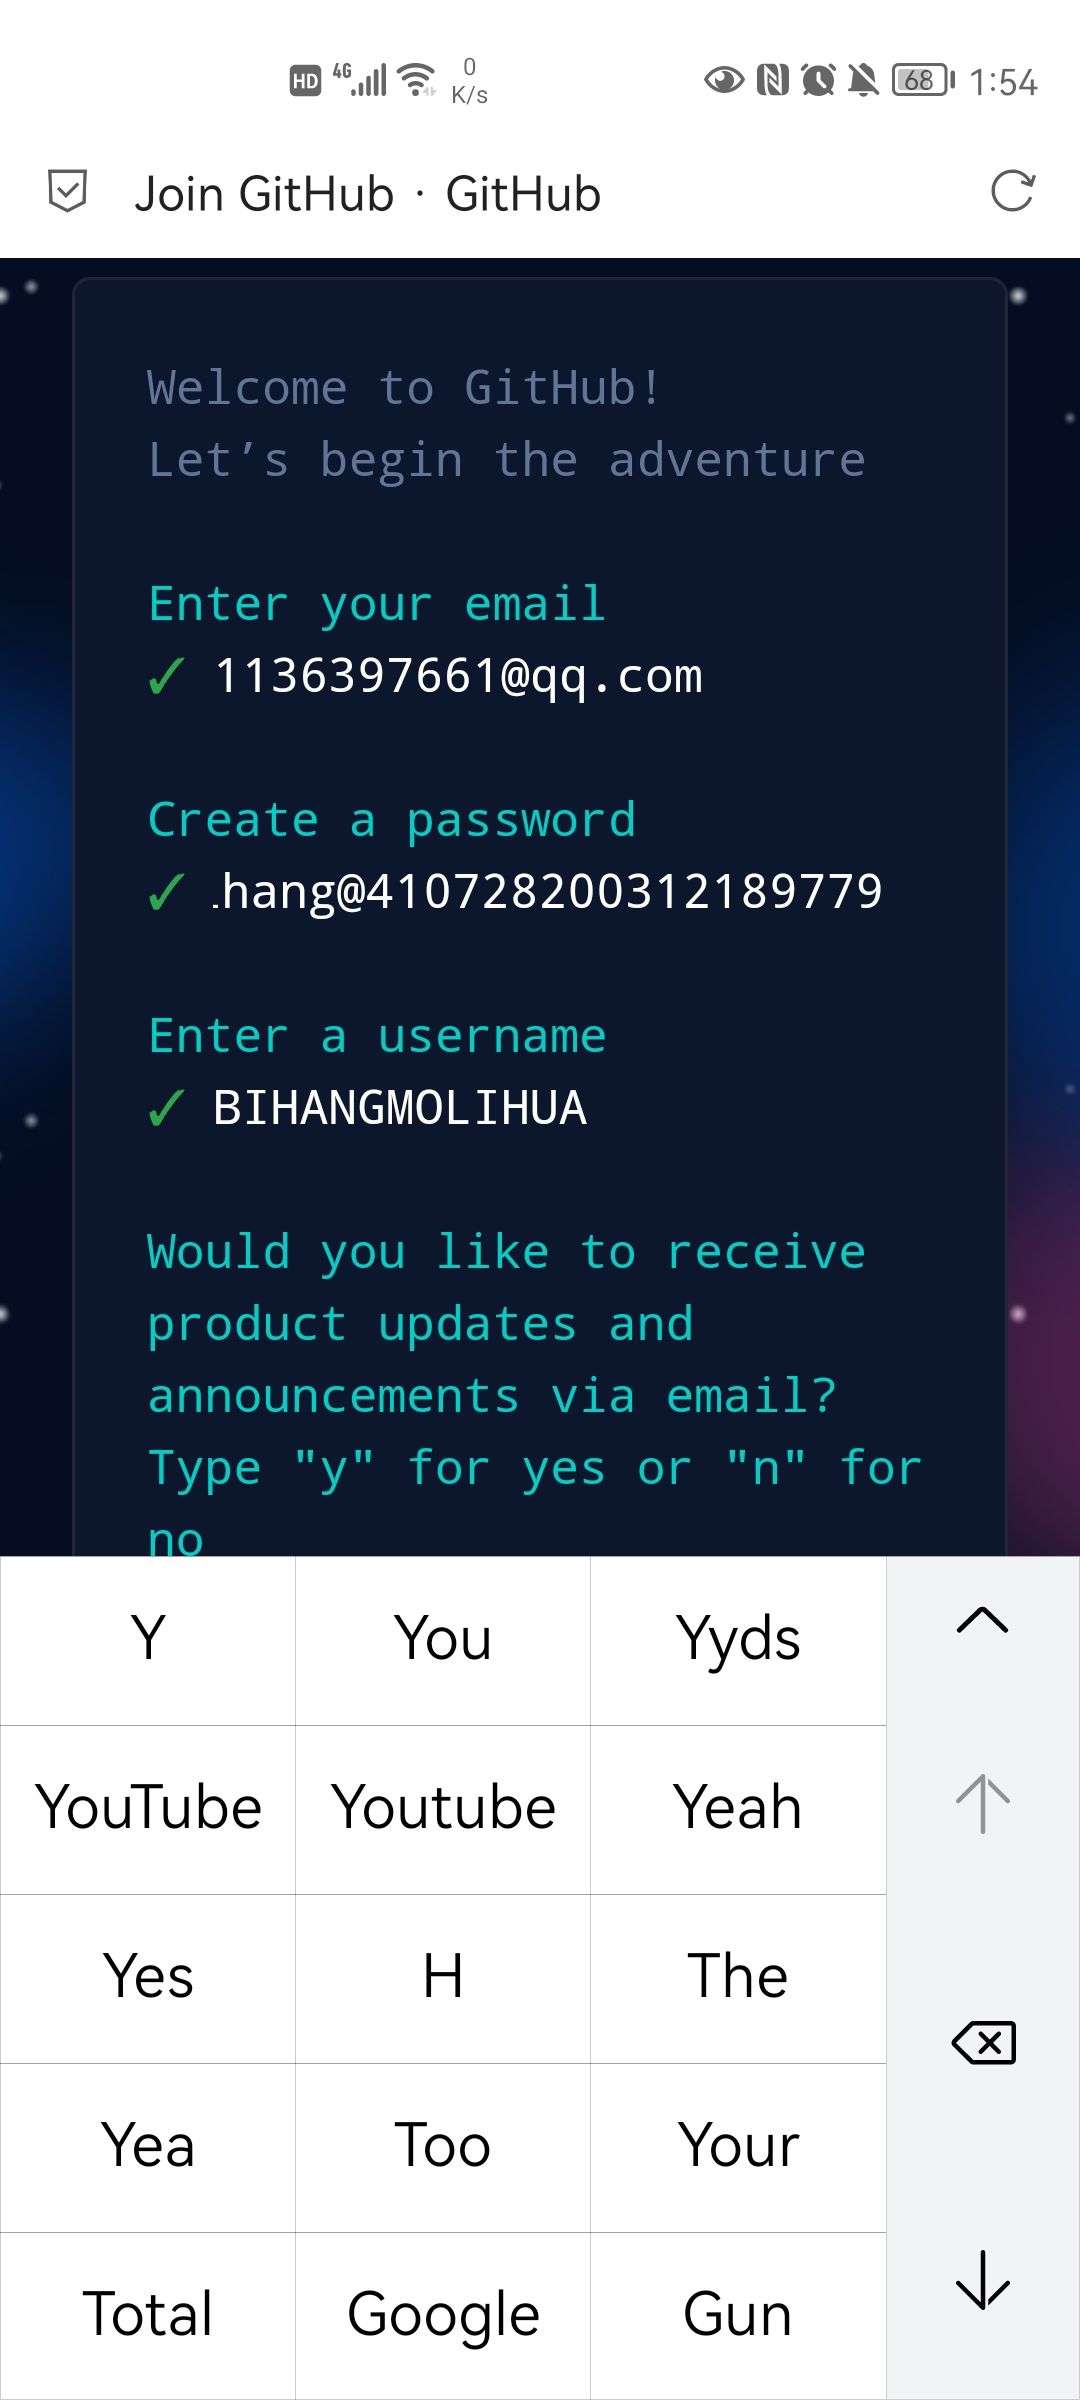 HD 4G 0 K/s 68 1:54
Join GitHub · GitHub
Welcome to GitHub!
Let’s begin the adventure
Enter your email
✓ 1136397661@qq.com
Create a password
✓ .hang@410728200312189779
Enter a username
✓ BIHANGMOLIHUA
Would you like to receive
product updates and
announcements via email?
Type "y" for yes or "n" for
no
Y You Yyds
YouTube Youtube Yeah
Yes H The
Yea Too Your
Total Google Gun